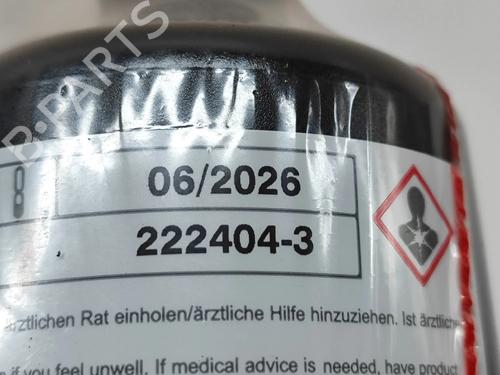 B-PARTS
06/2026
222404-3
ärztlichen Rat einholen/ärztliche Hilfe hinzuziehen. Ist ärztlicher
if you feel unwell. If medical advice is needed, have product